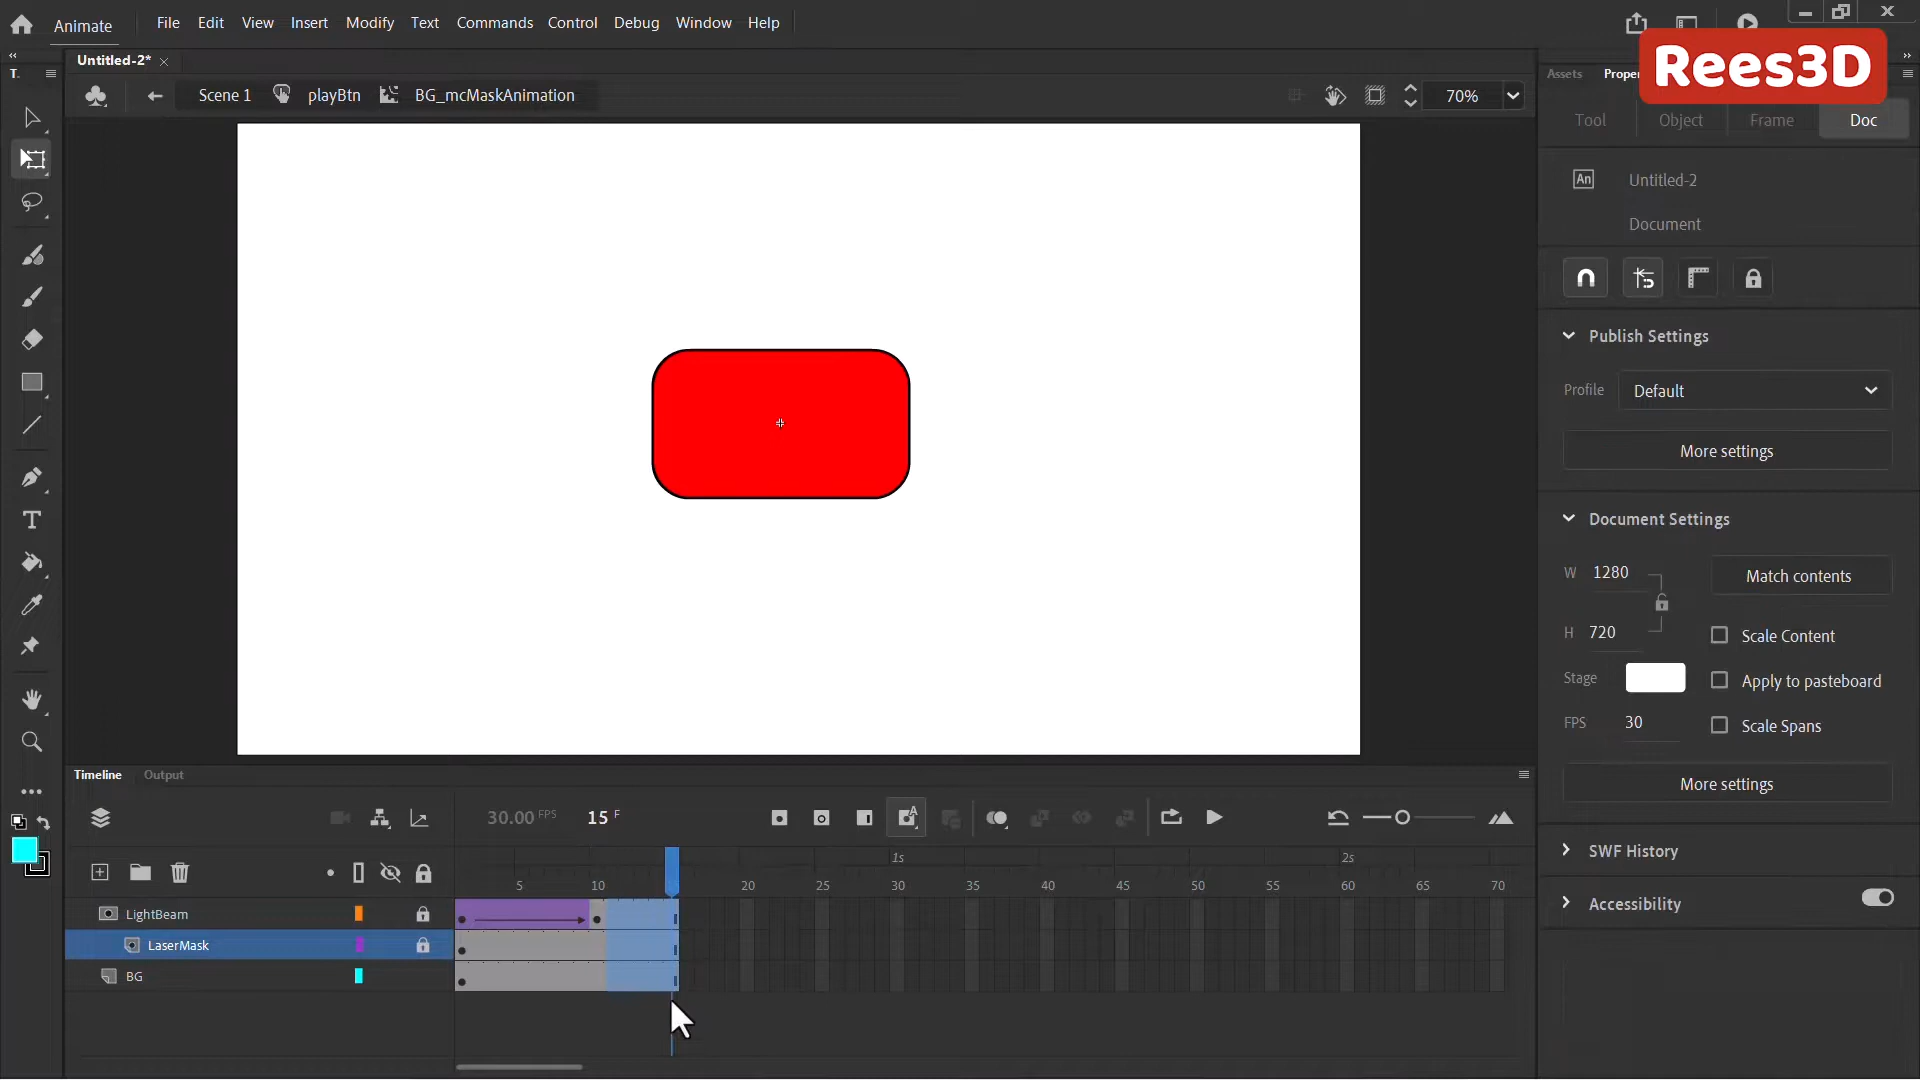 Animate
File Edit View Insert Modify Text Commands Control Debug Window Help
Rees3D
Untitled-2*
T.
Assets Proper
Scene 1 playBtn BG_mcMaskAnimation
70%
Tool Object Frame Doc
An Untitled-2
Document
Publish Settings
Profile Default
More settings
Document Settings
W 1280
Match contents
H 720
Scale Content
Stage
Apply to pasteboard
FPS 30
Scale Spans
More settings
SWF History
Accessibility
Timeline Output
30.00 FPS 15 F
1s 2s
5 10 20 25 30 35 40 45 50 55 60 65 70
LightBeam
LaserMask
BG